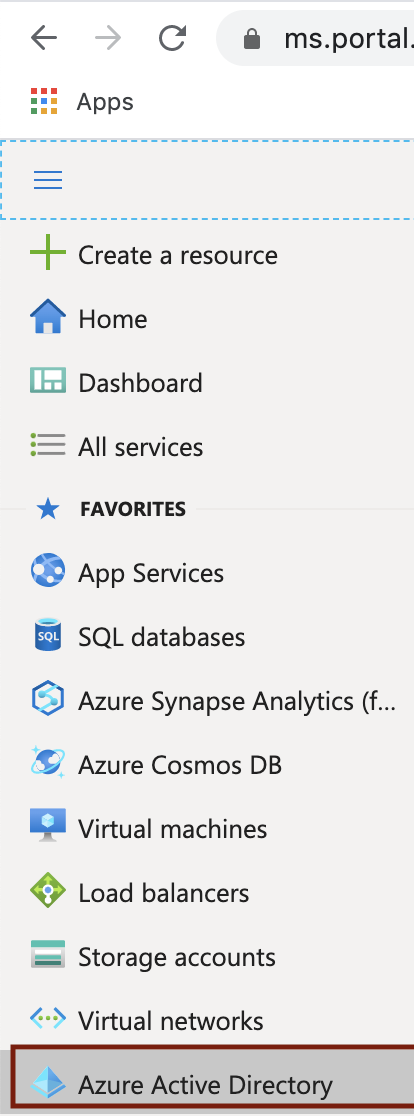 ms.portal.
Apps
Create a resource
Home
Dashboard
All services
FAVORITES
App Services
SQL databases
SQL
Azure Synapse Analytics (f...
Azure Cosmos DB
Virtual machines
Load balancers
Storage accounts
Virtual networks
Azure Active Directory